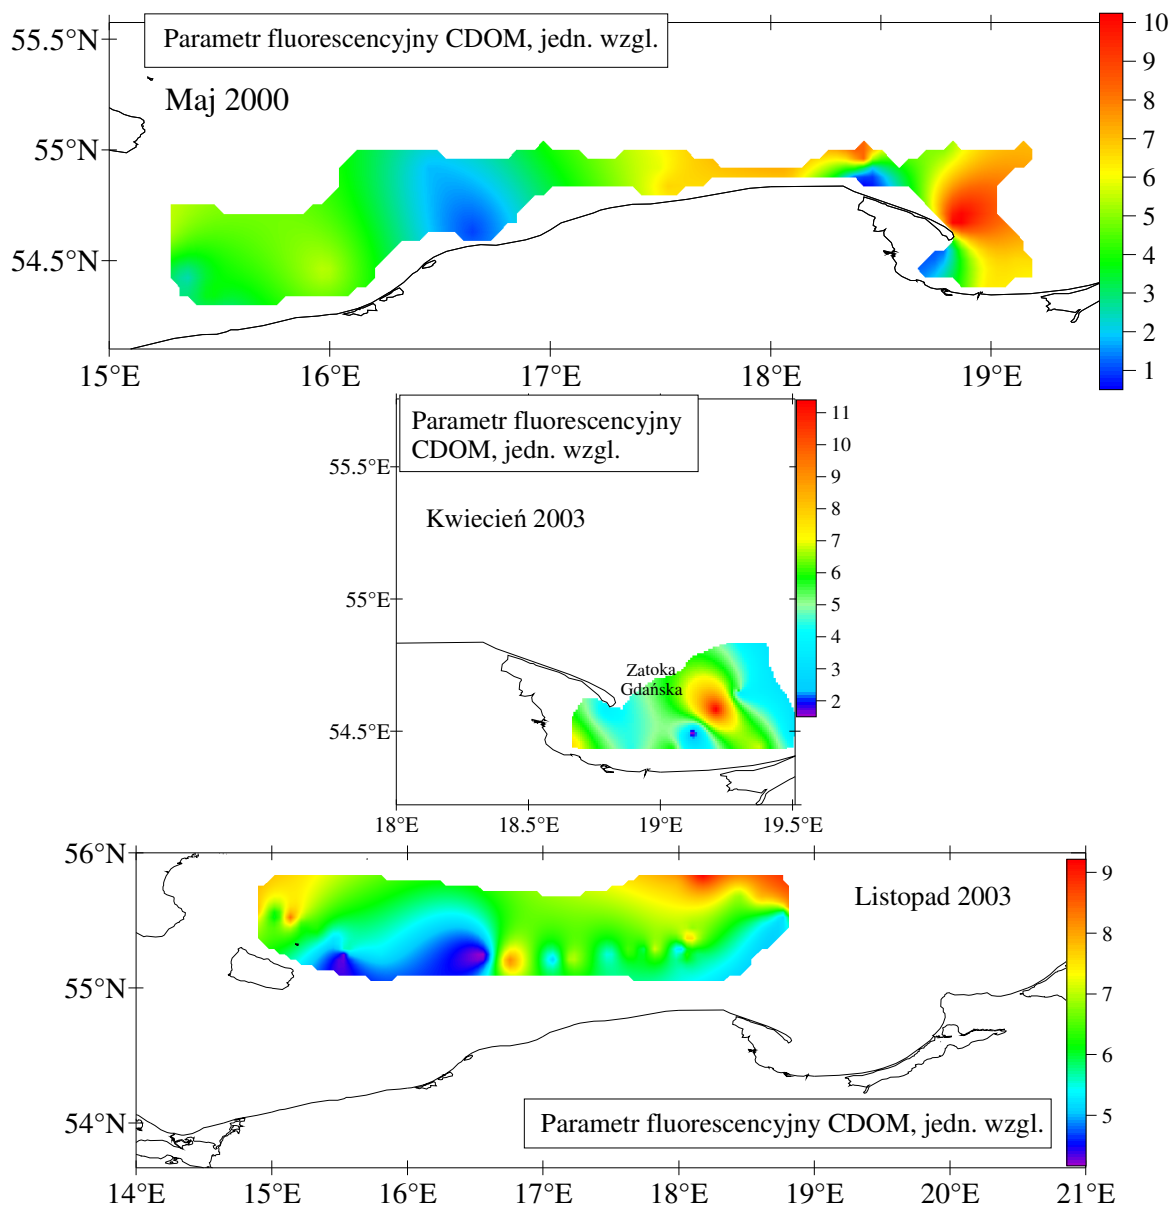 Parametr fluorescencyjny CDOM, jedn. wzgl.
Maj 2000
55.5°N
55°N
54.5°N
15°E 16°E 17°E 18°E 19°E
10
9
8
7
6
5
4
3
2
1
Parametr fluorescencyjny
CDOM, jedn. wzgl.
Kwiecień 2003
55.5°E
55°E
54.5°E
Zatoka
Gdańska
18°E 18.5°E 19°E 19.5°E
11
10
9
8
7
6
5
4
3
2
56°N
55°N
54°N
Listopad 2003
Parametr fluorescencyjny CDOM, jedn. wzgl.
14°E 15°E 16°E 17°E 18°E 19°E 20°E 21°E
9
8
7
6
5